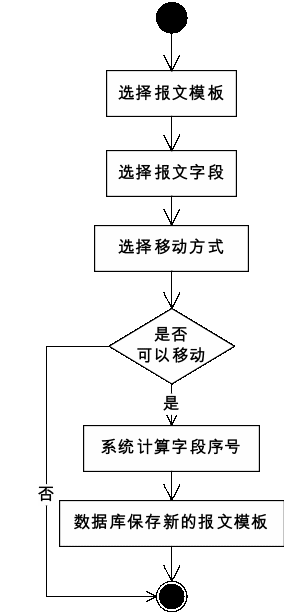 选择报文模板
选择报文字段
选择移动方式
是否
可以移动
是
系统计算字段序号
否
数据库保存新的报文模板